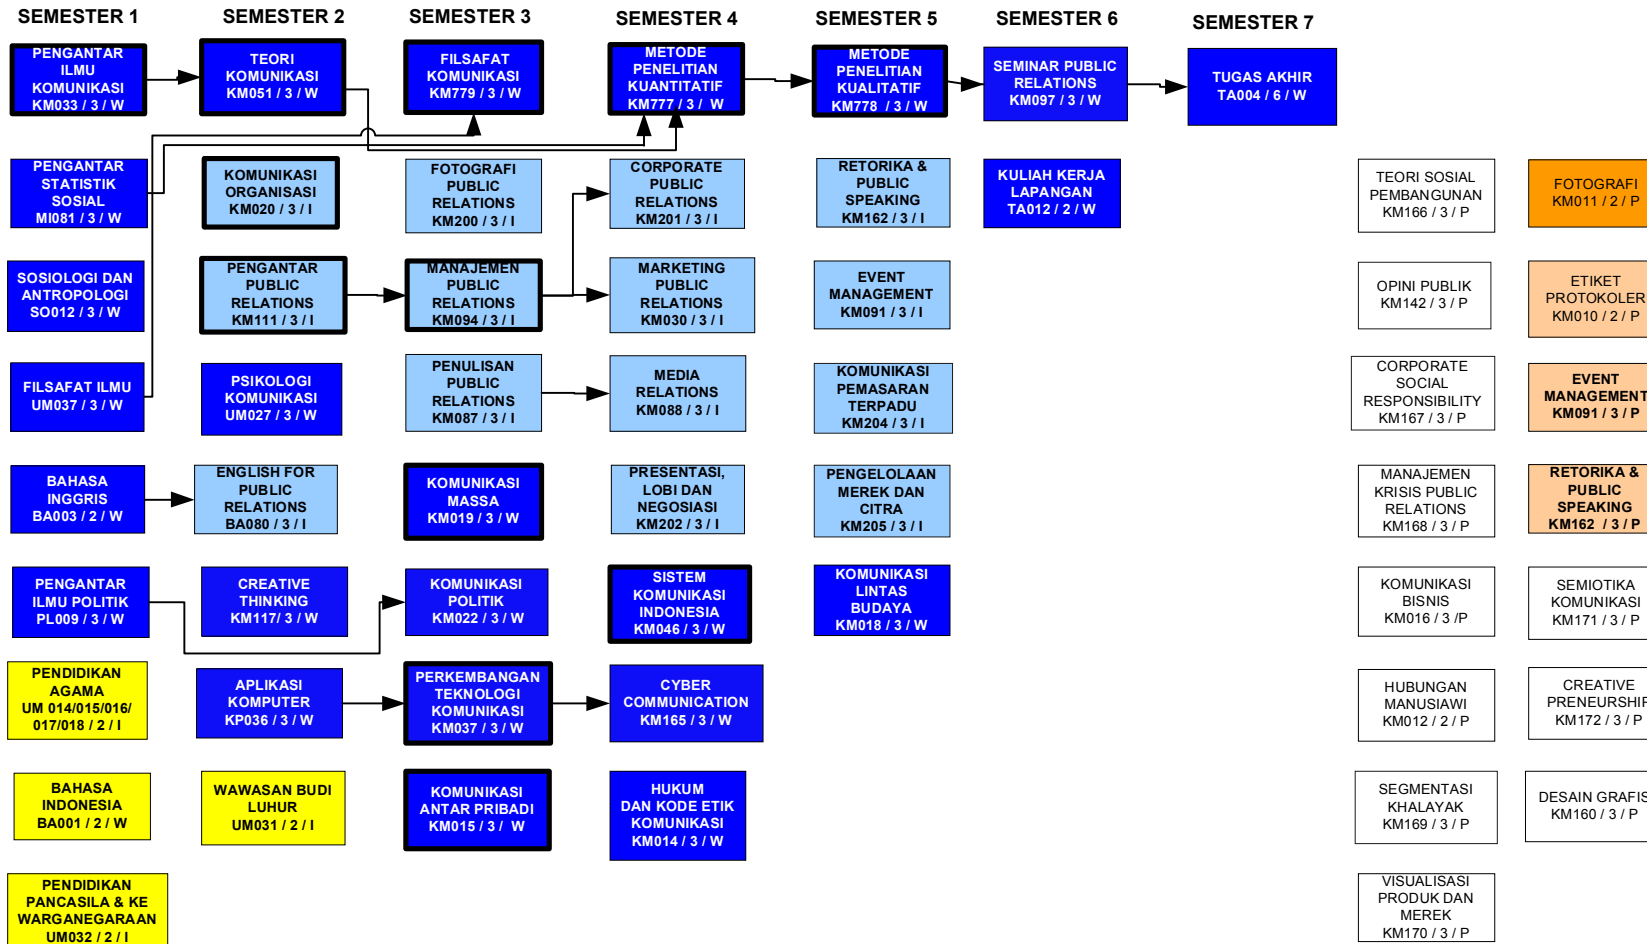 SEMESTER 1
PENGANTAR
ILMU
KOMUNIKASI
KM033 / 3 / W
PENGANTAR
STATISTIK
SOSIAL
MI081 / 3 / W
SOSIOLOGI DAN
ANTROPOLOGI
SO012 / 3 / W
FILSAFAT ILMU
UM037 / 3 / W
BAHASA
INGGRIS
BA003 / 2 / W
PENGANTAR
ILMU POLITIK
PL009 / 3 / W
PENDIDIKAN
AGAMA
UM 014/015/016/
017/018 / 2 / I
BAHASA
INDONESIA
BA001 / 2 / W
PENDIDIKAN
PANCASILA & KE
WARGANEGARAAN
UM032 / 2 / I
SEMESTER 2
TEORI
KOMUNIKASI
KM051 / 3 / W
KOMUNIKASI
ORGANISASI
KM020 / 3 / I
PENGANTAR
PUBLIC
RELATIONS
KM111 / 3 / I
PSIKOLOGI
KOMUNIKASI
UM027 / 3 / W
ENGLISH FOR
PUBLIC
RELATIONS
BA080 / 3 / I
CREATIVE
THINKING
KM117/ 3 / W
APLIKASI
KOMPUTER
KP036 / 3 / W
WAWASAN BUDI
LUHUR
UM031 / 2 / I
SEMESTER 3
FILSAFAT
KOMUNIKASI
KM779 / 3 / W
FOTOGRAFI
PUBLIC
RELATIONS
KM200 / 3 / I
MANAJEMEN
PUBLIC
RELATIONS
KM094 / 3 / I
PENULISAN
PUBLIC
RELATIONS
KM087 / 3 / I
KOMUNIKASI
MASSA
KM019 / 3 / W
KOMUNIKASI
POLITIK
KM022 / 3 / W
PERKEMBANGAN
TEKNOLOGI
KOMUNIKASI
KM037 / 3 / W
KOMUNIKASI
ANTAR PRIBADI
KM015 / 3 / W
SEMESTER 4
METODE
PENELITIAN
KUANTITATIF
KM777 / 3 / W
CORPORATE
PUBLIC
RELATIONS
KM201 / 3 / I
MARKETING
PUBLIC
RELATIONS
KM030 / 3 / I
MEDIA
RELATIONS
KM088 / 3 / I
PRESENTASI,
LOBI DAN
NEGOSIASI
KM202 / 3 / I
SISTEM
KOMUNIKASI
INDONESIA
KM046 / 3 / W
CYBER
COMMUNICATION
KM165 / 3 / W
HUKUM
DAN KODE ETIK
KOMUNIKASI
KM014 / 3 / W
SEMESTER 5
METODE
PENELITIAN
KUALITATIF
KM778 / 3 / W
RETORIKA &
PUBLIC
SPEAKING
KM162 / 3 / I
EVENT
MANAGEMENT
KM091 / 3 / I
KOMUNIKASI
PEMASARAN
TERPADU
KM204 / 3 / I
PENGELOLAAN
MEREK DAN
CITRA
KM205 / 3 / I
KOMUNIKASI
LINTAS
BUDAYA
KM018 / 3 / W
SEMESTER 6
SEMINAR PUBLIC
RELATIONS
KM097 / 3 / W
KULIAH KERJA
LAPANGAN
TA012 / 2 / W
SEMESTER 7
TUGAS AKHIR
TA004 / 6 / W
TEORI SOSIAL
PEMBANGUNAN
KM166 / 3 / P
OPINI PUBLIK
KM142 / 3 / P
CORPORATE
SOCIAL
RESPONSIBILITY
KM167 / 3 / P
MANAJEMEN
KRISIS PUBLIC
RELATIONS
KM168 / 3 / P
KOMUNIKASI
BISNIS
KM016 / 3 /P
HUBUNGAN
MANUSIAWI
KM012 / 2 / P
SEGMENTASI
KHALAYAK
KM169 / 3 / P
VISUALISASI
PRODUK DAN
MEREK
KM170 / 3 / P
FOTOGRAFI
KM011 / 2 / P
ETIKET
PROTOKOLER
KM010 / 2 / P
EVENT
MANAGEMENT
KM091 / 3 / P
RETORIKA &
PUBLIC
SPEAKING
KM162 / 3 / P
SEMIOTIKA
KOMUNIKASI
KM171 / 3 / P
CREATIVE
PRENEURSHIP
KM172 / 3 / P
DESAIN GRAFIS
KM160 / 3 / P